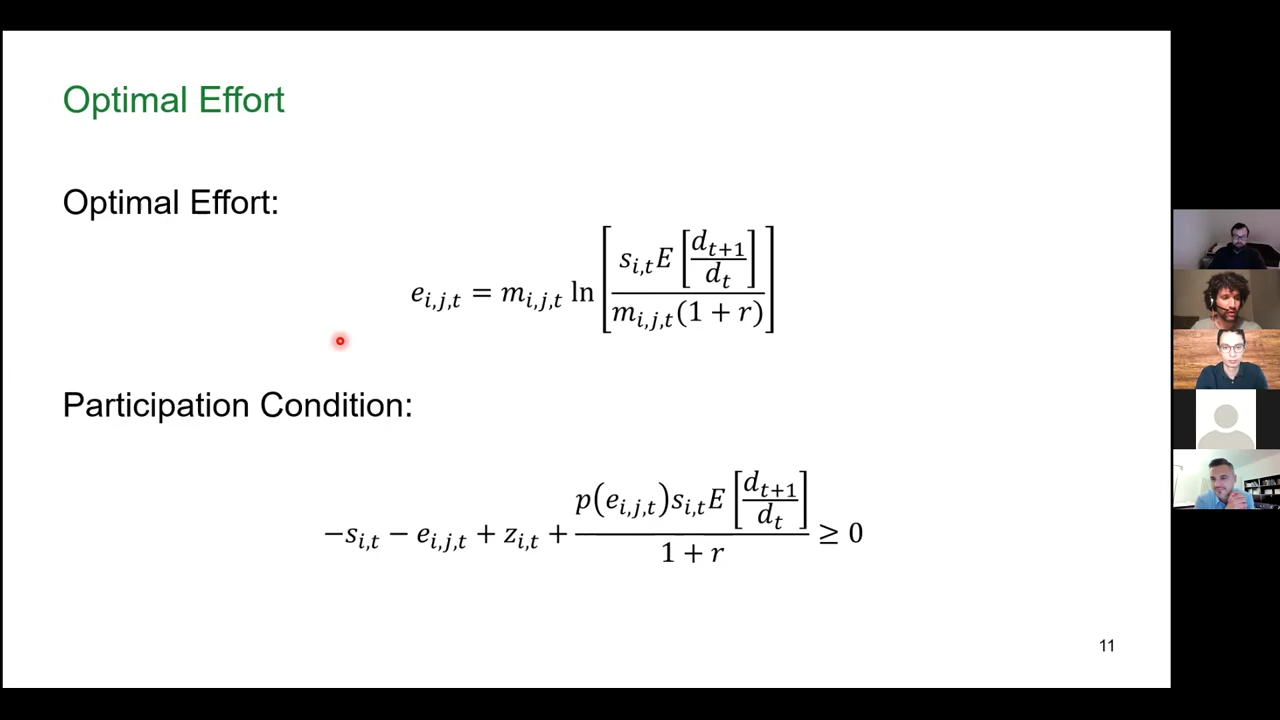 Optimal Effort
Optimal Effort:
e_{i,j,t} = m_{i,j,t} ln [ s_{i,t} E [ d_{t+1} / d_t ] / m_{i,j,t}(1 + r) ]
Participation Condition:
−s_{i,t} − e_{i,j,t} + z_{i,t} + p(e_{i,j,t}) s_{i,t} E [ d_{t+1} / d_t ] / 1 + r ≥ 0
11